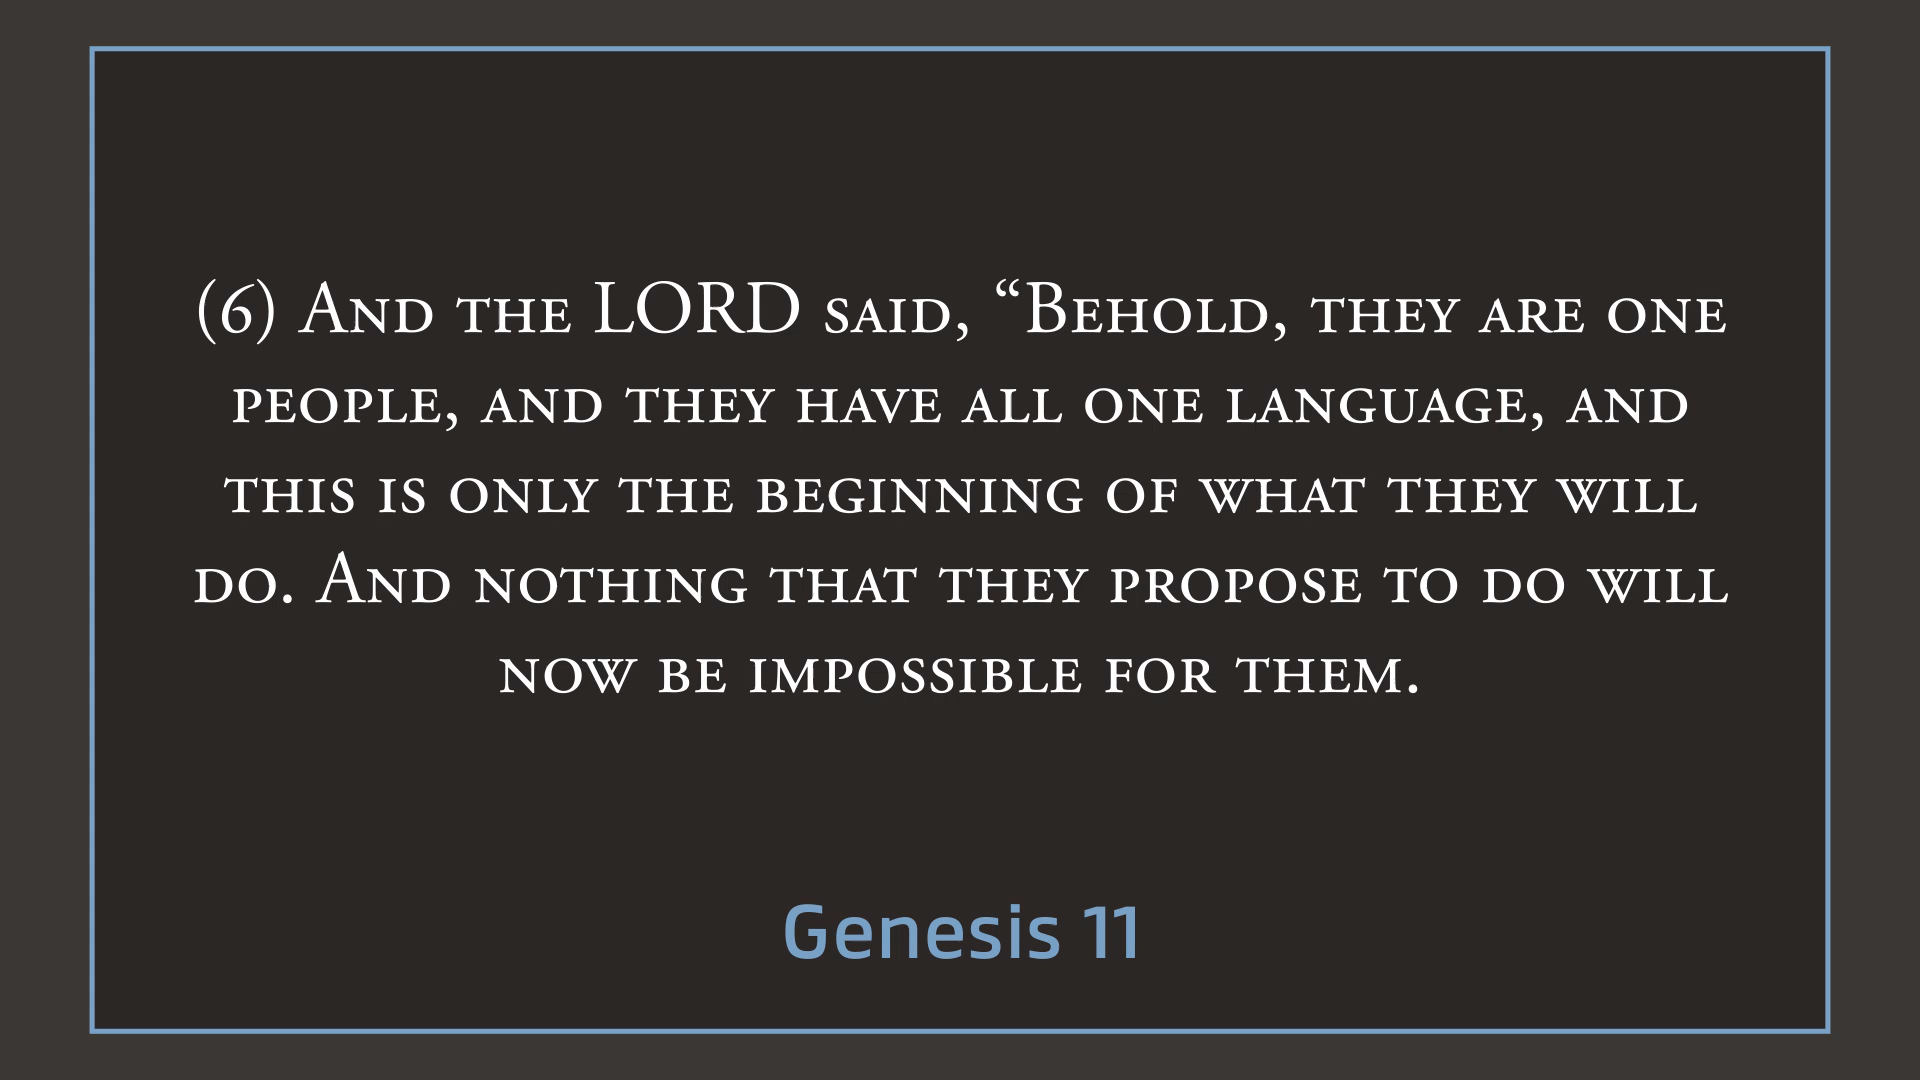 (6) And the LORD said, “Behold, they are one
people, and they have all one language, and
this is only the beginning of what they will
do. And nothing that they propose to do will
now be impossible for them.
Genesis 11